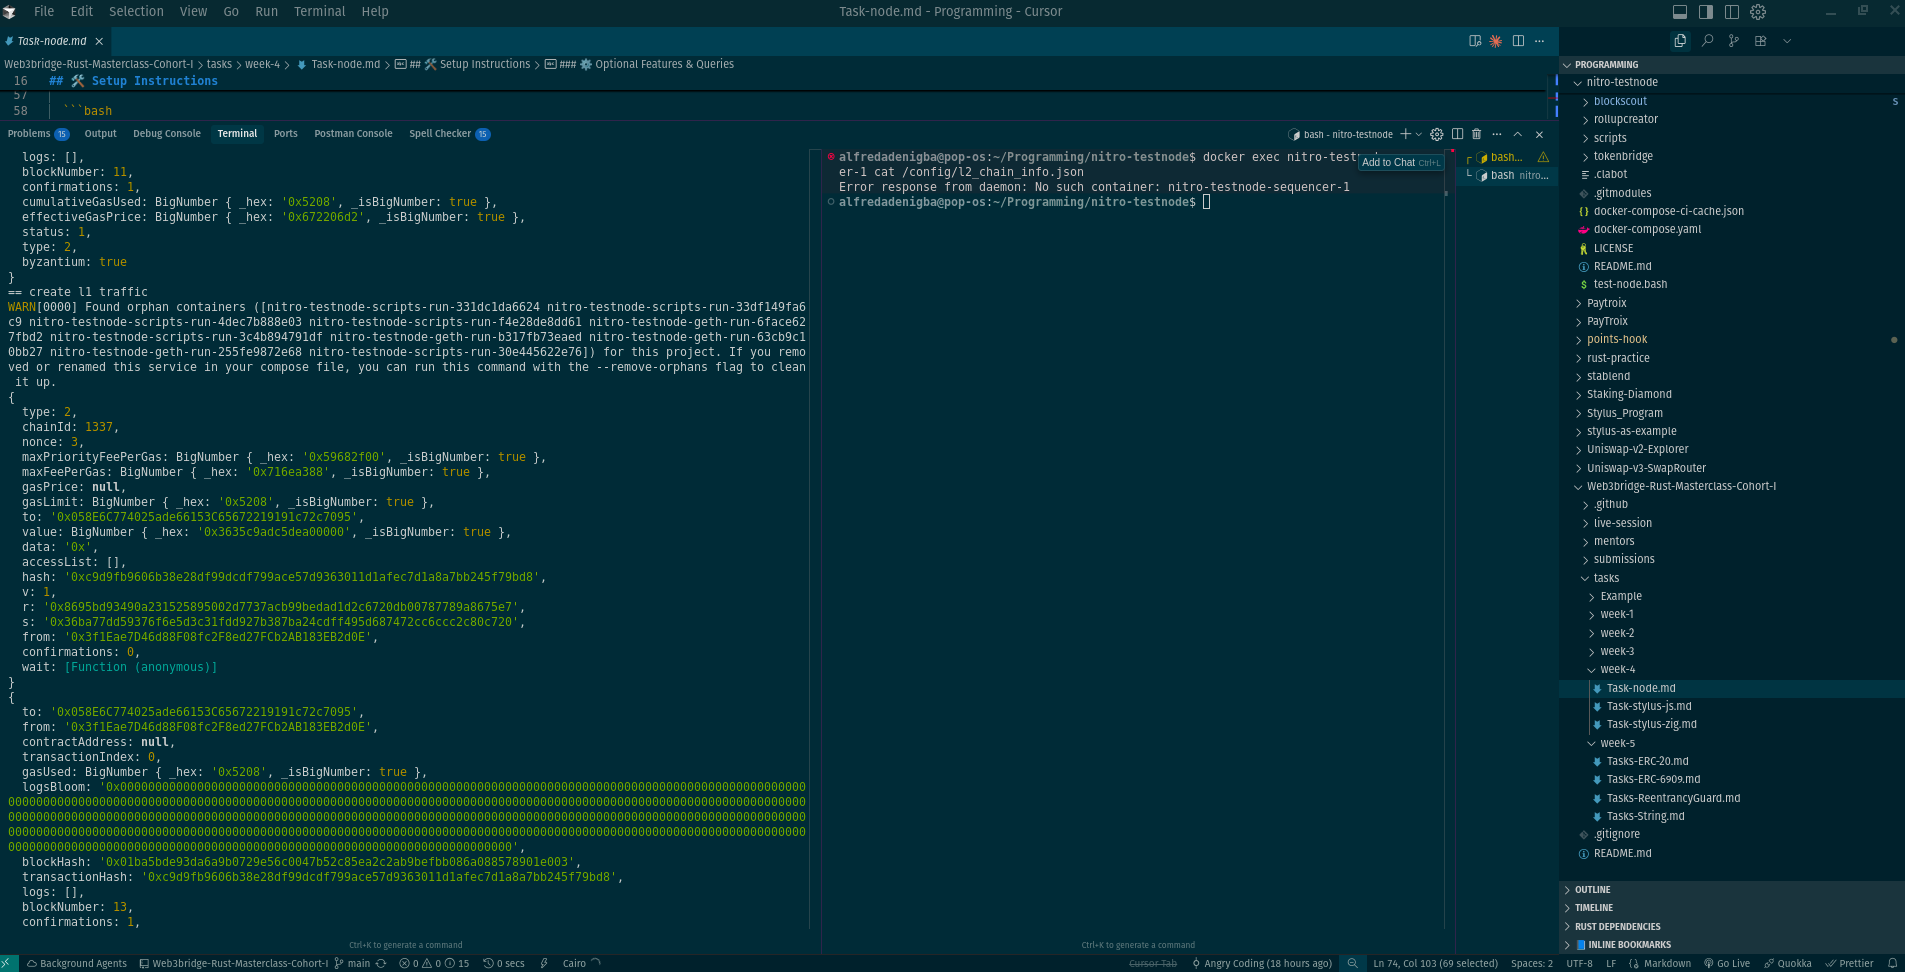 File Edit Selection View Go Run Terminal Help
Task-node.md - Programming - Cursor
Task-node.md
Web3bridge-Rust-Masterclass-Cohort-I > tasks > week-4 > Task-node.md > ## 🛠 Setup Instructions > ### ⚙ Optional Features & Queries
16 ## 🛠 Setup Instructions
57
58 ```bash
Problems 15 Output Debug Console Terminal Ports Postman Console Spell Checker 15
bash - nitro-testnode
logs: [],
blockNumber: 11,
confirmations: 1,
cumulativeGasUsed: BigNumber { _hex: '0x5208', _isBigNumber: true },
effectiveGasPrice: BigNumber { _hex: '0x672206d2', _isBigNumber: true },
status: 1,
type: 2,
byzantium: true
}
== create l1 traffic
WARN[0000] Found orphan containers ([nitro-testnode-scripts-run-331dc1da6624 nitro-testnode-scripts-run-33df149fa6
c9 nitro-testnode-scripts-run-4dec7b888e03 nitro-testnode-scripts-run-f4e28de8dd61 nitro-testnode-geth-run-6face62
7fbd2 nitro-testnode-scripts-run-3c4b894791df nitro-testnode-geth-run-b317fb73eaed nitro-testnode-geth-run-63cb9c1
0bb27 nitro-testnode-geth-run-255fe9872e68 nitro-testnode-scripts-run-30e445622e76]) for this project. If you remo
ved or renamed this service in your compose file, you can run this command with the --remove-orphans flag to clean
it up.
{
type: 2,
chainId: 1337,
nonce: 3,
maxPriorityFeePerGas: BigNumber { _hex: '0x59682f00', _isBigNumber: true },
maxFeePerGas: BigNumber { _hex: '0x716ea388', _isBigNumber: true },
gasPrice: null,
gasLimit: BigNumber { _hex: '0x5208', _isBigNumber: true },
to: '0x058E6C774025ade66153C65672219191c72c7095',
value: BigNumber { _hex: '0x3635c9adc5dea00000', _isBigNumber: true },
data: '0x',
accessList: [],
hash: '0xc9d9fb9606b38e28df99dcdf799ace57d9363011d1afec7d1a8a7bb245f79bd8',
v: 1,
r: '0x8695bd93490a231525895002d7737acb99bedad1d2c6720db00787789a8675e7',
s: '0x36ba77dd59376f6e5d3c31fdd927b387ba24cdff495d687472cc6ccc2c80c720',
from: '0x3f1Eae7D46d88F08fc2F8ed27FCb2AB183EB2d0E',
confirmations: 0,
wait: [Function (anonymous)]
}
{
to: '0x058E6C774025ade66153C65672219191c72c7095',
from: '0x3f1Eae7D46d88F08fc2F8ed27FCb2AB183EB2d0E',
contractAddress: null,
transactionIndex: 0,
gasUsed: BigNumber { _hex: '0x5208', _isBigNumber: true },
logsBloom:
blockHash: '0x01ba5bde93da6a9b0729e56c0047b52c85ea2c2ab9befbb086a088578901e003',
transactionHash: '0xc9d9fb9606b38e28df99dcdf799ace57d9363011d1afec7d1a8a7bb245f79bd8',
logs: [],
blockNumber: 13,
confirmations: 1,
Ctrl+K to generate a command
alfredadenigba@pop-os:~/Programming/nitro-testnode$ docker exec nitro-testnode-
er-1 cat /config/l2_chain_info.json
Add to Chat Ctrl+L
Error response from daemon: No such container: nitro-testnode-sequencer-1
alfredadenigba@pop-os:~/Programming/nitro-testnode$
Ctrl+K to generate a command
bash...
bash nitro...
PROGRAMMING
nitro-testnode
blockscout S
rollupcreator
scripts
tokenbridge
.clabot
.gitmodules
docker-compose-ci-cache.json
docker-compose.yaml
LICENSE
README.md
test-node.bash
Paytroix
PayTroix
points-hook
rust-practice
stablend
Staking-Diamond
Stylus_Program
stylus-as-example
Uniswap-v2-Explorer
Uniswap-v3-SwapRouter
Web3bridge-Rust-Masterclass-Cohort-I
.github
live-session
mentors
submissions
tasks
Example
week-1
week-2
week-3
week-4
Task-node.md
Task-stylus-js.md
Task-stylus-zig.md
week-5
Tasks-ERC-20.md
Tasks-ERC-6909.md
Tasks-ReentrancyGuard.md
Tasks-String.md
.gitignore
README.md
OUTLINE
TIMELINE
RUST DEPENDENCIES
INLINE BOOKMARKS
Background Agents Web3bridge-Rust-Masterclass-Cohort-I main 0 0 15 0 secs Cairo Cursor Tab Angry Coding (18 hours ago) Ln 74, Col 103 (69 selected) Spaces: 2 UTF-8 LF Markdown Go Live Quokka Prettier